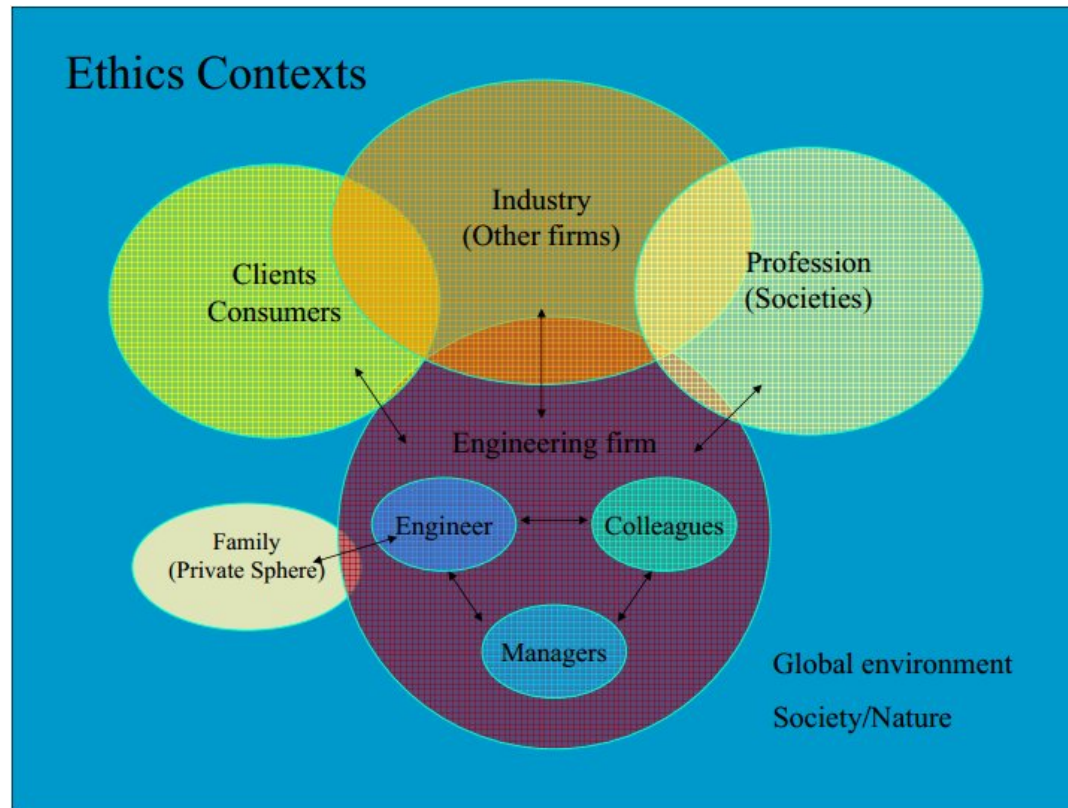 Ethics Contexts
Industry
(Other firms)
Clients
Consumers
Profession
(Societies)
Engineering firm
Engineer
Colleagues
Family
(Private Sphere)
Managers
Global environment
Society/Nature